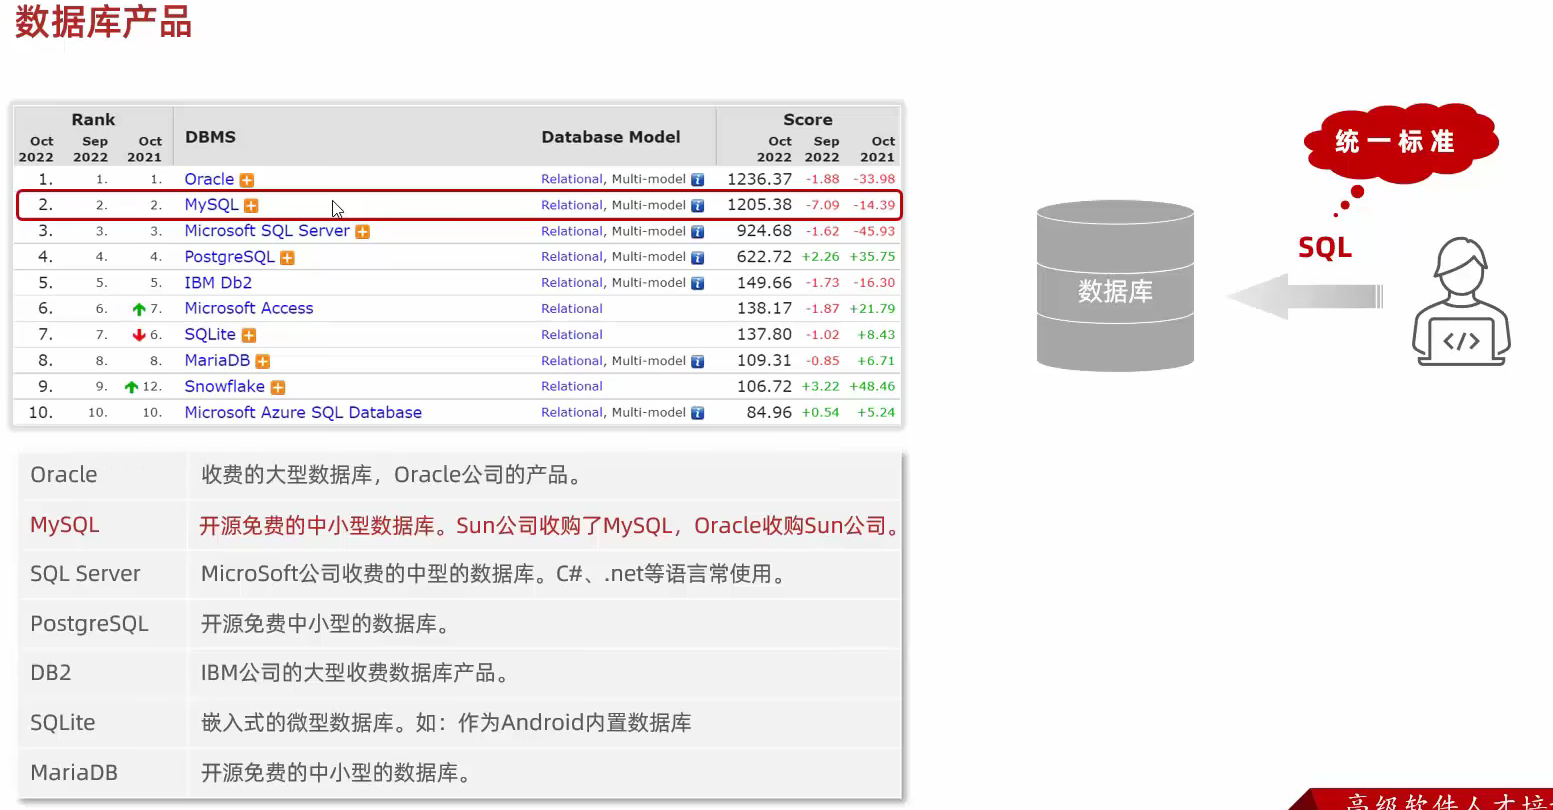 数据库产品
Rank Score
Oct Sep Oct DBMS Database Model Oct Sep Oct
2022 2022 2021 2022 2022 2021
1. 1. 1. Oracle Relational, Multi-model 1236.37 -1.88 -33.98
2. 2. 2. MySQL Relational, Multi-model 1205.38 -7.09 -14.39
3. 3. 3. Microsoft SQL Server Relational, Multi-model 924.68 -1.62 -45.93
4. 4. 4. PostgreSQL Relational, Multi-model 622.72 +2.26 +35.75
5. 5. 5. IBM Db2 Relational, Multi-model 149.66 -1.73 -16.30
6. 6. 7. Microsoft Access Relational 138.17 -1.87 +21.79
7. 7. 6. SQLite Relational 137.80 -1.02 +8.43
8. 8. 8. MariaDB Relational, Multi-model 109.31 -0.85 +6.71
9. 9. 12. Snowflake Relational 106.72 +3.22 +48.46
10. 10. 10. Microsoft Azure SQL Database Relational, Multi-model 84.96 +0.54 +5.24
Oracle 收费的大型数据库，Oracle公司的产品。
MySQL 开源免费的中小型数据库。Sun公司收购了MySQL，Oracle收购Sun公司。
SQL Server MicroSoft公司收费的中型的数据库。C#、.net等语言常使用。
PostgreSQL 开源免费中小型的数据库。
DB2 IBM公司的大型收费数据库产品。
SQLite 嵌入式的微型数据库。如：作为Android内置数据库
MariaDB 开源免费的中小型的数据库。
统一标准
SQL
数据库
</>
高级软件人才培